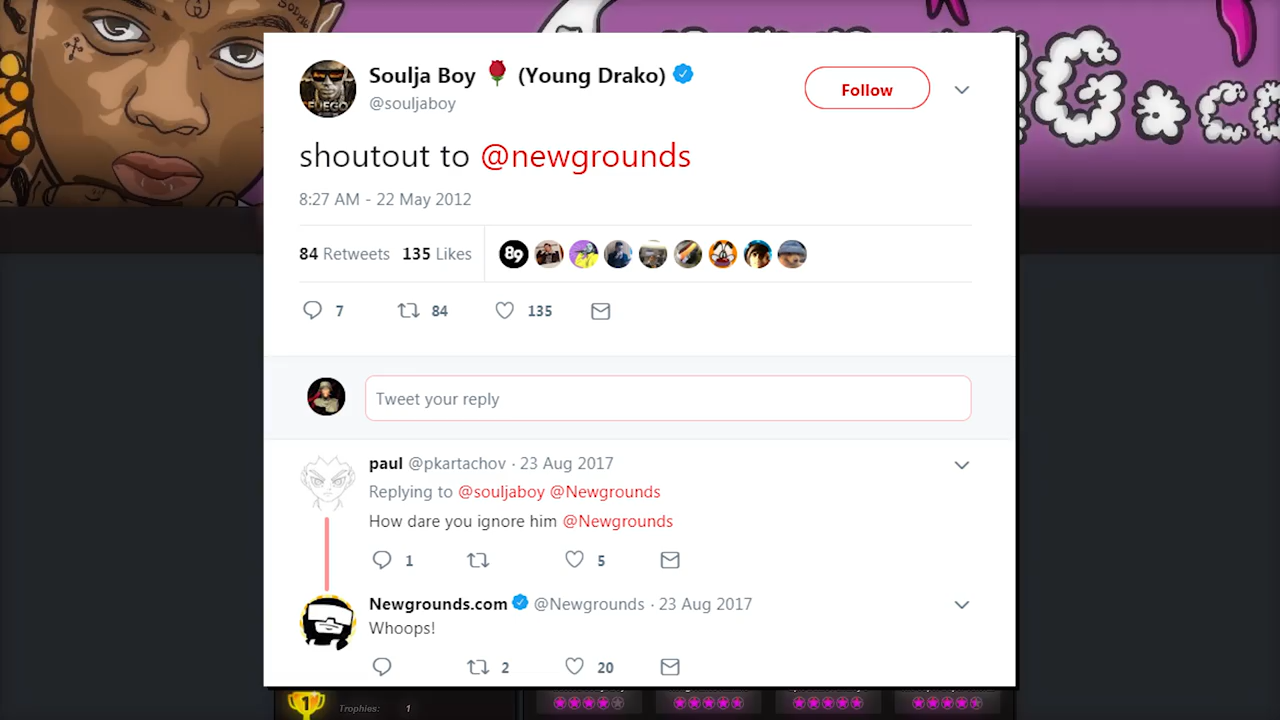 Soulja Boy 🌹 (Young Drako)
@souljaboy
Follow
shoutout to @newgrounds
8:27 AM - 22 May 2012
84 Retweets 135 Likes
89
7 84 135
Tweet your reply
paul @pkartachov · 23 Aug 2017
Replying to @souljaboy @Newgrounds
How dare you ignore him @Newgrounds
1 5
Newgrounds.com @Newgrounds · 23 Aug 2017
Whoops!
2 20
1 Trophies: 1